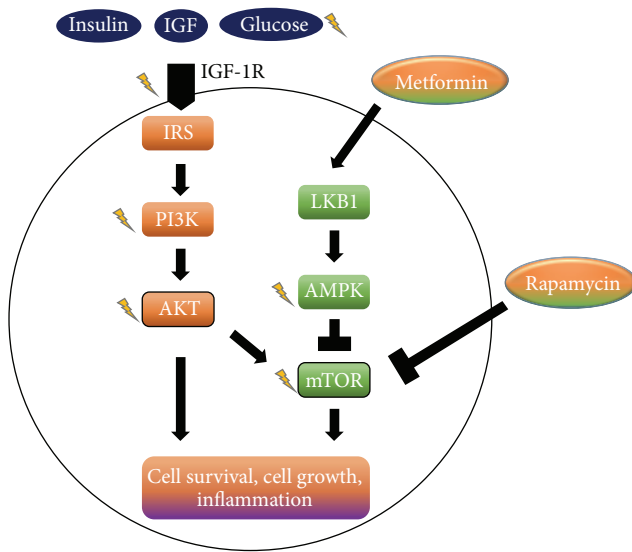 Insulin
IGF
Glucose
IGF-1R
Metformin
IRS
LKB1
PI3K
AMPK
Rapamycin
AKT
mTOR
Cell survival, cell growth,
inflammation